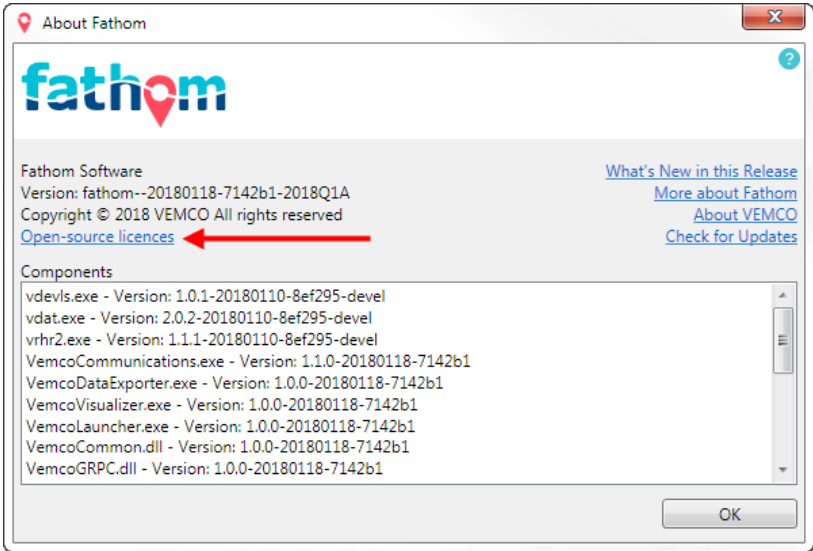 About Fathom
fathom
?
Fathom Software
Version: fathom--20180118-7142b1-2018Q1A
Copyright © 2018 VEMCO All rights reserved
Open-source licences
What's New in this Release
More about Fathom
About VEMCO
Check for Updates
Components
vdevls.exe - Version: 1.0.1-20180110-8ef295-devel
vdat.exe - Version: 2.0.2-20180110-8ef295-devel
vrhr2.exe - Version: 1.1.1-20180110-8ef295-devel
VemcoCommunications.exe - Version: 1.1.0-20180118-7142b1
VemcoDataExporter.exe - Version: 1.0.0-20180118-7142b1
VemcoVisualizer.exe - Version: 1.0.0-20180118-7142b1
VemcoLauncher.exe - Version: 1.0.0-20180118-7142b1
VemcoCommon.dll - Version: 1.0.0-20180118-7142b1
VemcoGRPC.dll - Version: 1.0.0-20180118-7142b1
OK